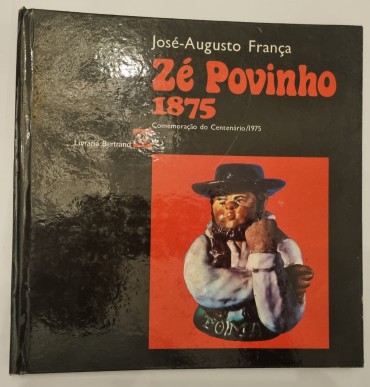 José-Augusto França
Zé Povinho
1875
Comemoração do Centenário/1975
Livraria Bertrand